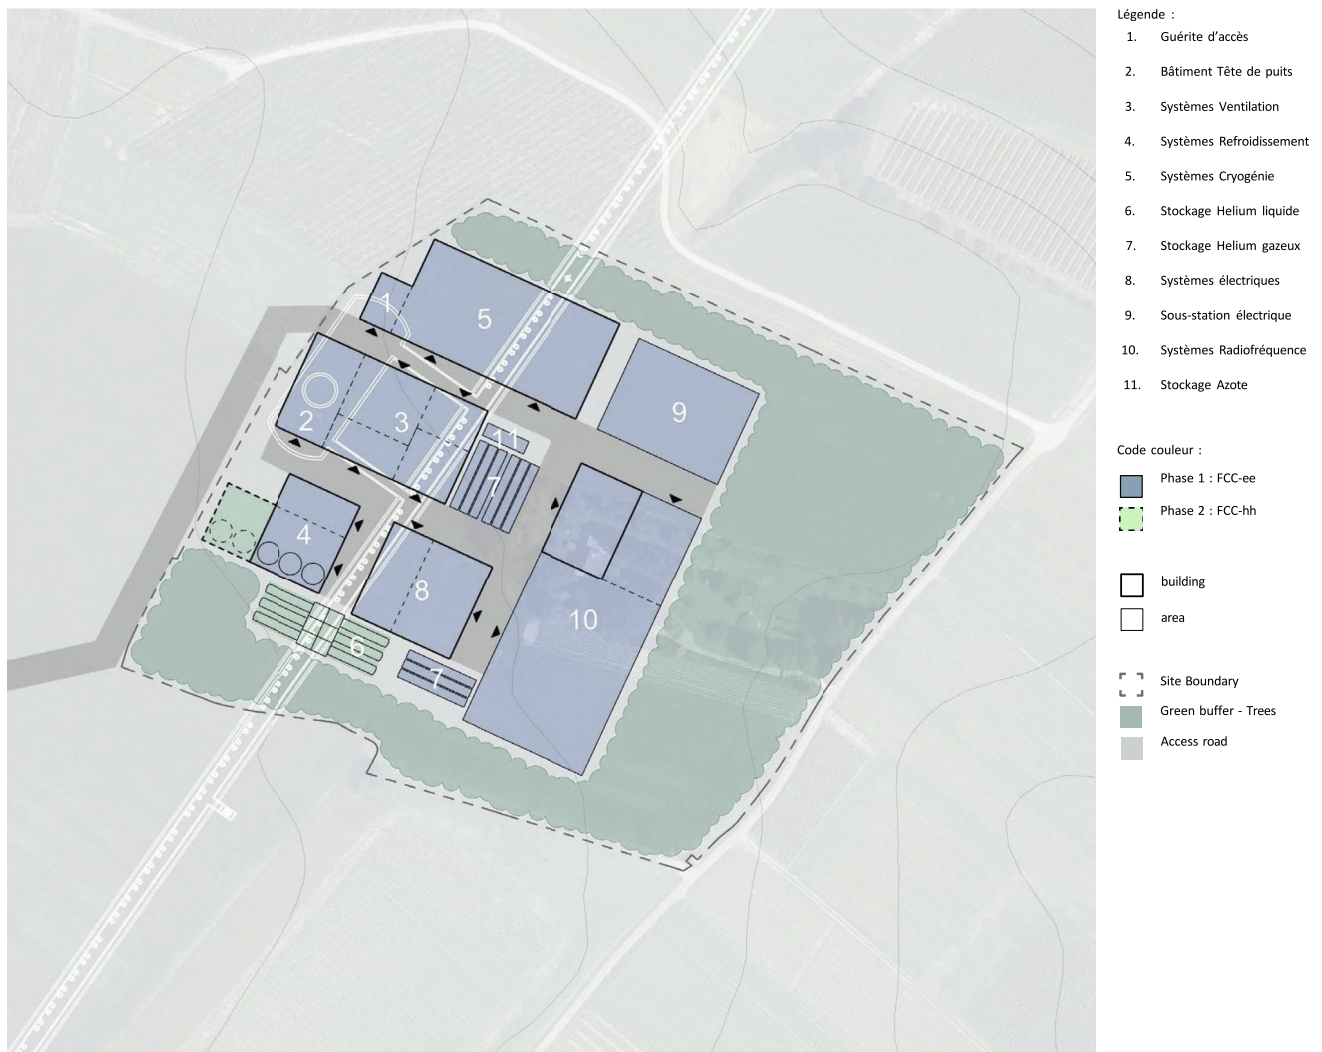 Légende :
1. Guérite d'accès
2. Bâtiment Tête de puits
3. Systèmes Ventilation
4. Systèmes Refroidissement
5. Systèmes Cryogénie
6. Stockage Helium liquide
7. Stockage Helium gazeux
8. Systèmes électriques
9. Sous-station électrique
10. Systèmes Radiofréquence
11. Stockage Azote
Code couleur :
Phase 1 : FCC-ee
Phase 2 : FCC-hh
building
area
Site Boundary
Green buffer - Trees
Access road
1
5
2
3
9
11
7
4
8
10
6
7